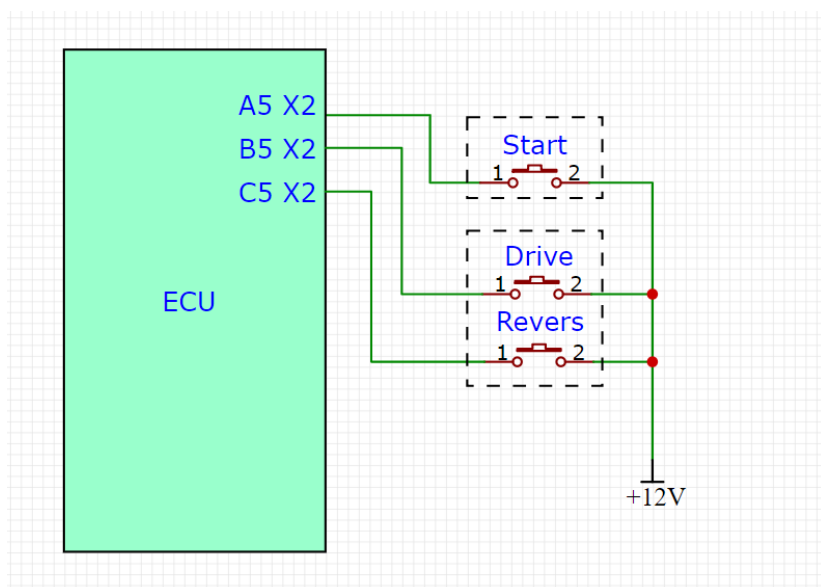 A5 X2
B5 X2
C5 X2
ECU
Start
1 2
Drive
1 2
Revers
1 2
+12V